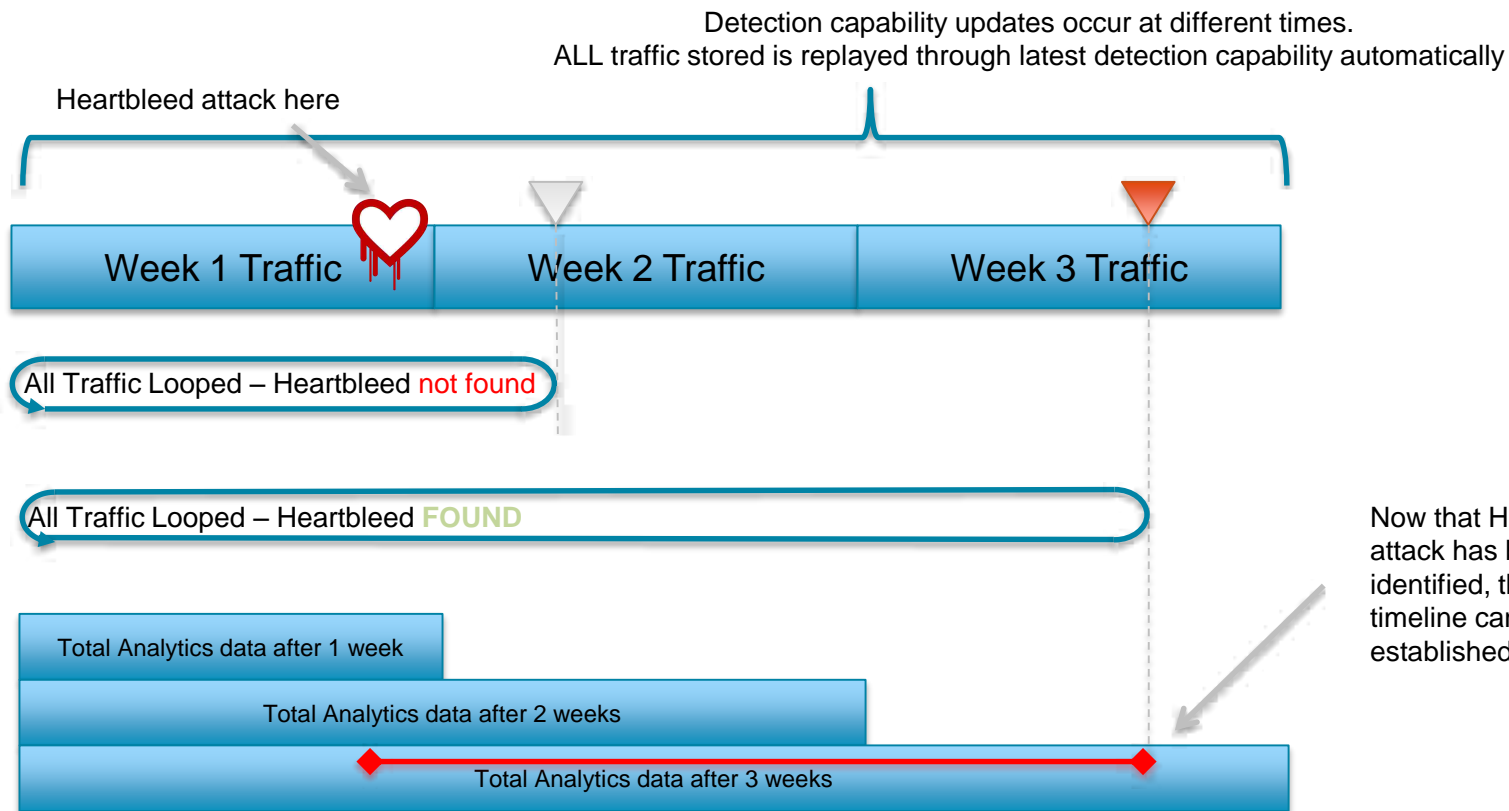 Detection capability updates occur at different times.
ALL traffic stored is replayed through latest detection capability automatically
Heartbleed attack here
Week 1 Traffic
Week 2 Traffic
Week 3 Traffic
All Traffic Looped – Heartbleed not found
All Traffic Looped – Heartbleed FOUND
Now that H
attack has
identified, t
timeline ca
established
Total Analytics data after 1 week
Total Analytics data after 2 weeks
Total Analytics data after 3 weeks